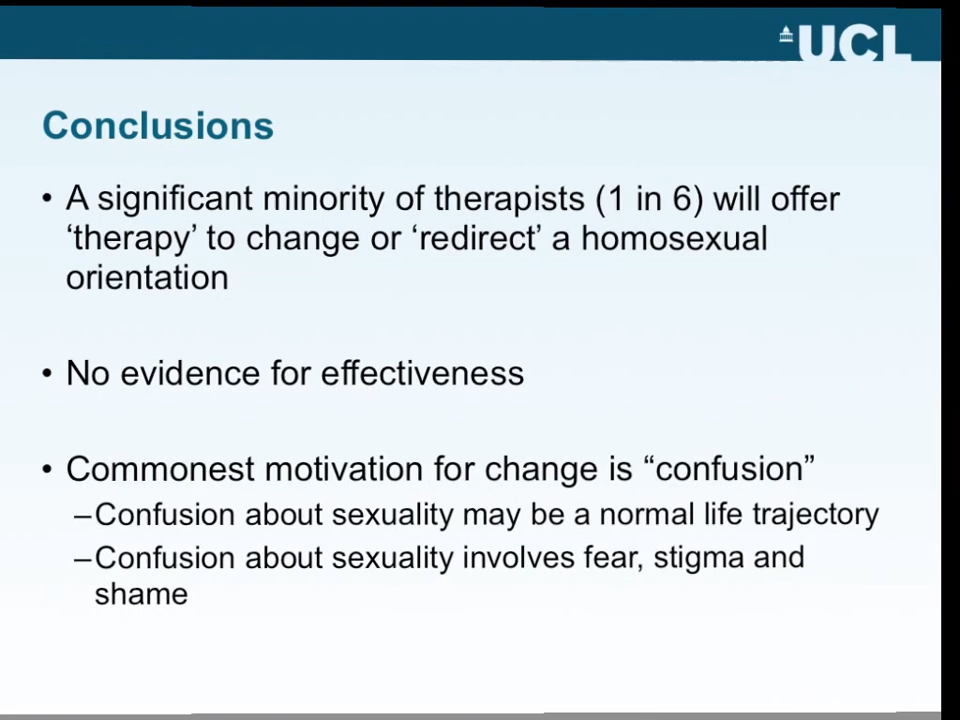 UCL
Conclusions
• A significant minority of therapists (1 in 6) will offer
‘therapy’ to change or ‘redirect’ a homosexual
orientation
• No evidence for effectiveness
• Commonest motivation for change is “confusion”
–Confusion about sexuality may be a normal life trajectory
–Confusion about sexuality involves fear, stigma and
shame